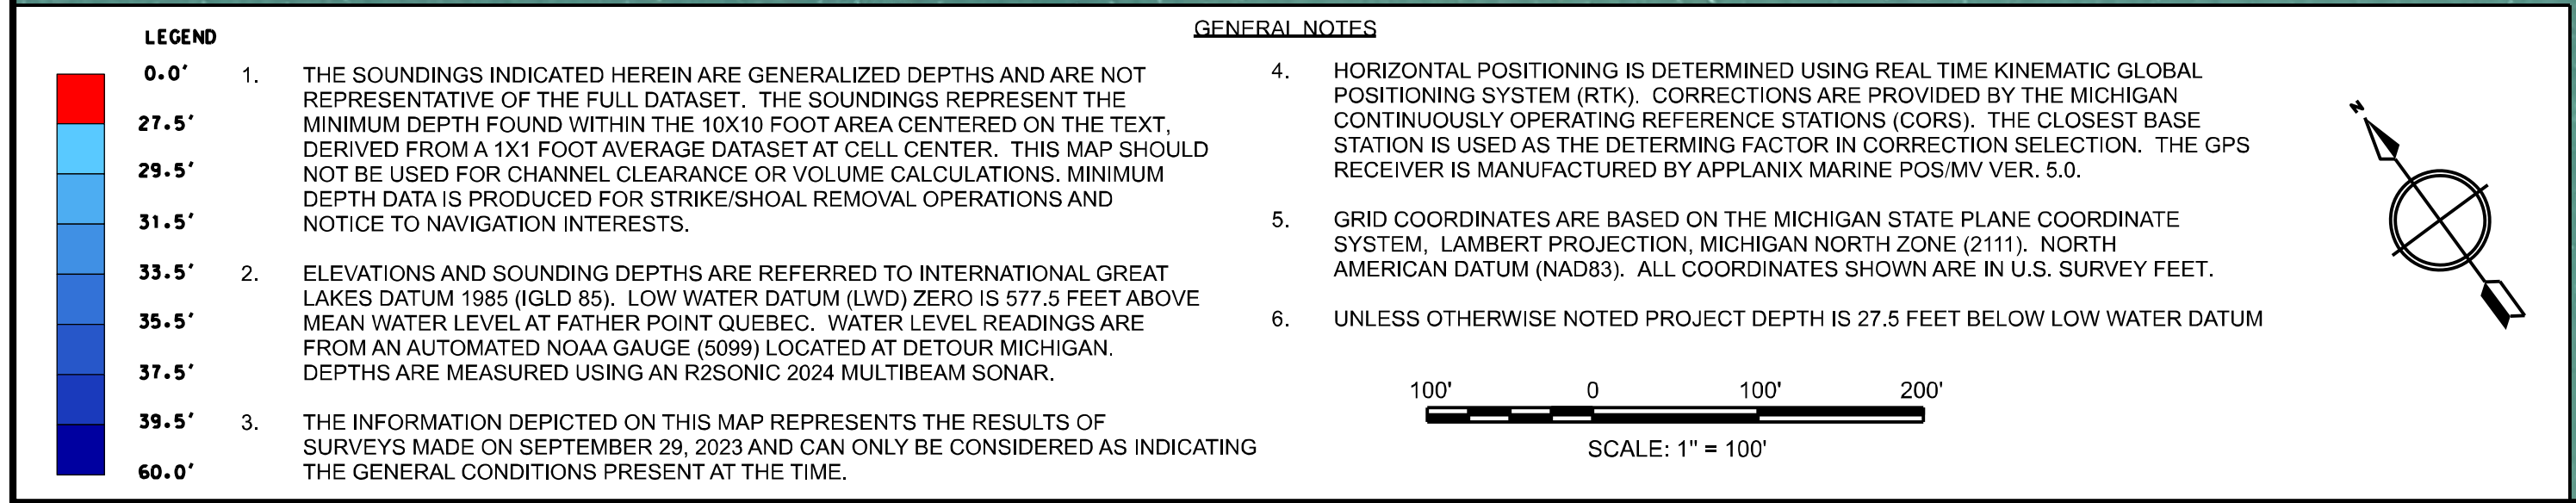 GENERAL NOTES
LEGEND
0.0'
27.5'
29.5'
31.5'
33.5'
35.5'
37.5'
39.5'
60.0'
1. THE SOUNDINGS INDICATED HEREIN ARE GENERALIZED DEPTHS AND ARE NOT
REPRESENTATIVE OF THE FULL DATASET. THE SOUNDINGS REPRESENT THE
MINIMUM DEPTH FOUND WITHIN THE 10X10 FOOT AREA CENTERED ON THE TEXT,
DERIVED FROM A 1X1 FOOT AVERAGE DATASET AT CELL CENTER. THIS MAP SHOULD
NOT BE USED FOR CHANNEL CLEARANCE OR VOLUME CALCULATIONS. MINIMUM
DEPTH DATA IS PRODUCED FOR STRIKE/SHOAL REMOVAL OPERATIONS AND
NOTICE TO NAVIGATION INTERESTS.
2. ELEVATIONS AND SOUNDING DEPTHS ARE REFERRED TO INTERNATIONAL GREAT
LAKES DATUM 1985 (IGLD 85). LOW WATER DATUM (LWD) ZERO IS 577.5 FEET ABOVE
MEAN WATER LEVEL AT FATHER POINT QUEBEC. WATER LEVEL READINGS ARE
FROM AN AUTOMATED NOAA GAUGE (5099) LOCATED AT DETOUR MICHIGAN.
DEPTHS ARE MEASURED USING AN R2SONIC 2024 MULTIBEAM SONAR.
3. THE INFORMATION DEPICTED ON THIS MAP REPRESENTS THE RESULTS OF
SURVEYS MADE ON SEPTEMBER 29, 2023 AND CAN ONLY BE CONSIDERED AS INDICATING
THE GENERAL CONDITIONS PRESENT AT THE TIME.
4. HORIZONTAL POSITIONING IS DETERMINED USING REAL TIME KINEMATIC GLOBAL
POSITIONING SYSTEM (RTK). CORRECTIONS ARE PROVIDED BY THE MICHIGAN
CONTINUOUSLY OPERATING REFERENCE STATIONS (CORS). THE CLOSEST BASE
STATION IS USED AS THE DETERMING FACTOR IN CORRECTION SELECTION. THE GPS
RECEIVER IS MANUFACTURED BY APPLANIX MARINE POS/MV VER. 5.0.
5. GRID COORDINATES ARE BASED ON THE MICHIGAN STATE PLANE COORDINATE
SYSTEM, LAMBERT PROJECTION, MICHIGAN NORTH ZONE (2111). NORTH
AMERICAN DATUM (NAD83). ALL COORDINATES SHOWN ARE IN U.S. SURVEY FEET.
6. UNLESS OTHERWISE NOTED PROJECT DEPTH IS 27.5 FEET BELOW LOW WATER DATUM
100' 0 100' 200'
SCALE: 1" = 100'
N